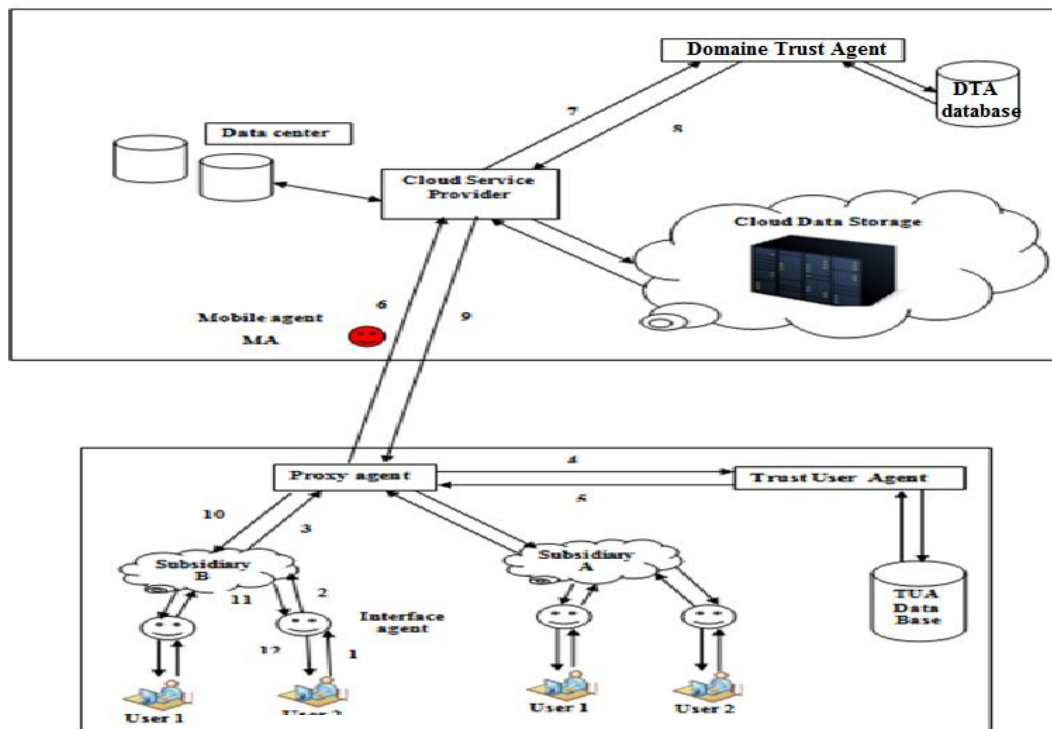 Domaine Trust Agent
DTA
database
7
8
Data center
Cloud Service
Provider
Cloud Data Storage
6
9
Mobile agent
MA
Proxy agent
4
5
Trust User Agent
10
3
Subsidiary
B
Subsidiary
A
11
2
Interface
agent
12
1
TUA
Data
Base
User 1
User 2
User 1
User 2